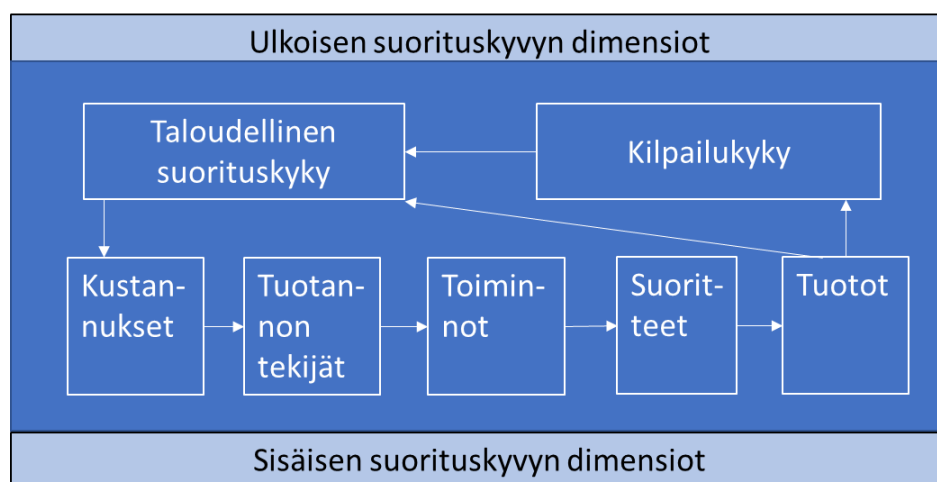 Ulkoisen suorituskyvyn dimensiot
Taloudellinen
suorituskyky
Kilpailukyky
Kustan-
nukset
Tuotan-
non
tekijät
Toimin-
not
Suorit-
teet
Tuotot
Sisäisen suorituskyvyn dimensiot